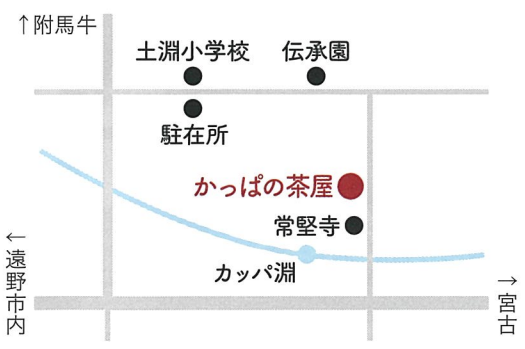 ↑附馬牛
土淵小学校
伝承園
駐在所
かっぱの茶屋
常堅寺
カッパ淵
←遠野市内
→宮古